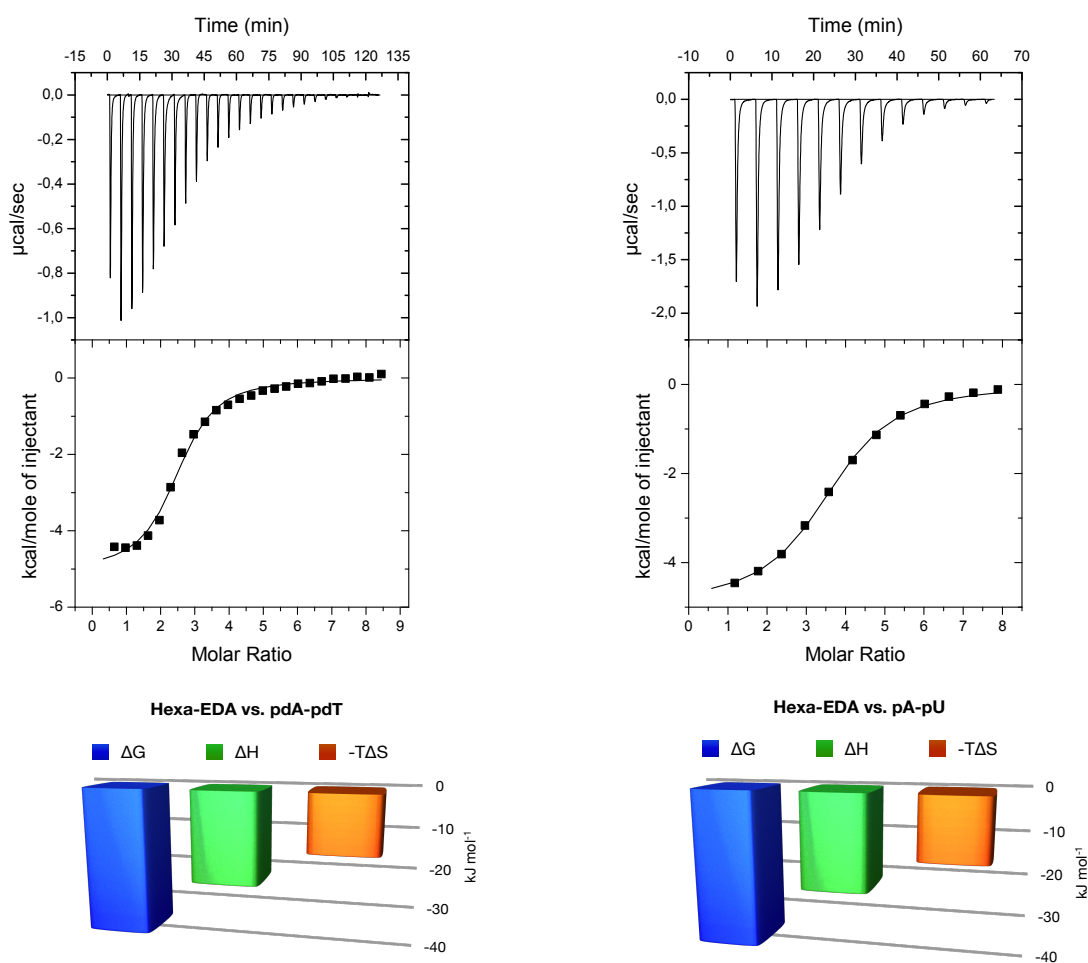 Time (min)
-15 0 15 30 45 60 75 90 105 120 135
0,0
-0,2
-0,4
-0,6
-0,8
-1,0
µcal/sec
0
-2
-4
-6
kcal/mole of injectant
0 1 2 3 4 5 6 7 8 9
Molar Ratio
Hexa-EDA vs. pdA-pdT
ΔG ΔH -TΔS
0
-10
-20
-30
-40
kJ mol⁻¹
Time (min)
-10 0 10 20 30 40 50 60 70
0,0
-0,5
-1,0
-1,5
-2,0
µcal/sec
0
-2
-4
kcal/mole of injectant
0 1 2 3 4 5 6 7 8
Molar Ratio
Hexa-EDA vs. pA-pU
ΔG ΔH -TΔS
0
-10
-20
-30
-40
kJ mol⁻¹